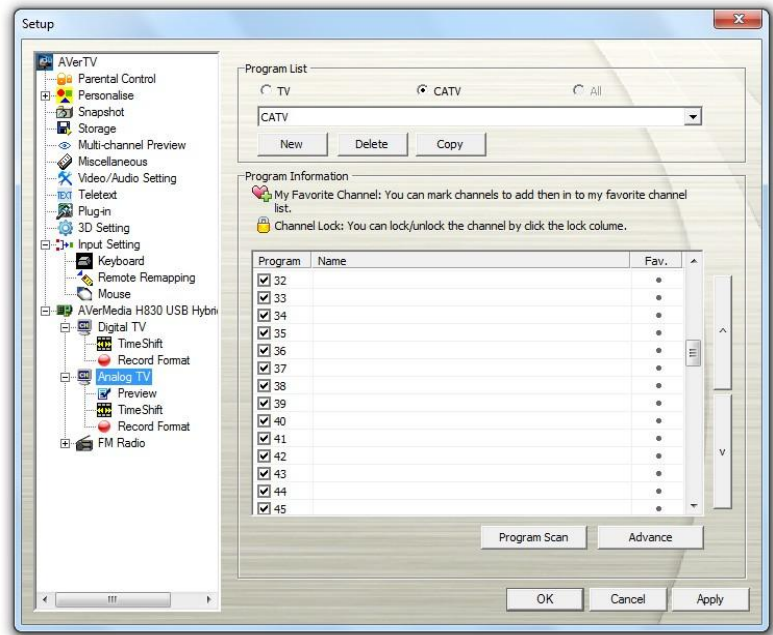 Setup
AVerTV
Parental Control
Personalise
Snapshot
Storage
Multi-channel Preview
Miscellaneous
Video/Audio Setting
TEXT Teletext
Plug-in
3D Setting
Input Setting
Keyboard
Remote Remapping
Mouse
AVerMedia H830 USB Hybri
CH Digital TV
TimeShift
Record Format
CH Analog TV
Preview
TimeShift
Record Format
FM Radio
Program List
TV CATV All
CATV
New Delete Copy
Program Information
My Favorite Channel: You can mark channels to add then in to my favorite channel
list.
Channel Lock: You can lock/unlock the channel by click the lock colume.
Program Name Fav.
32
33
34
35
36
37
38
39
40
41
42
43
44
45
Program Scan Advance
OK Cancel Apply